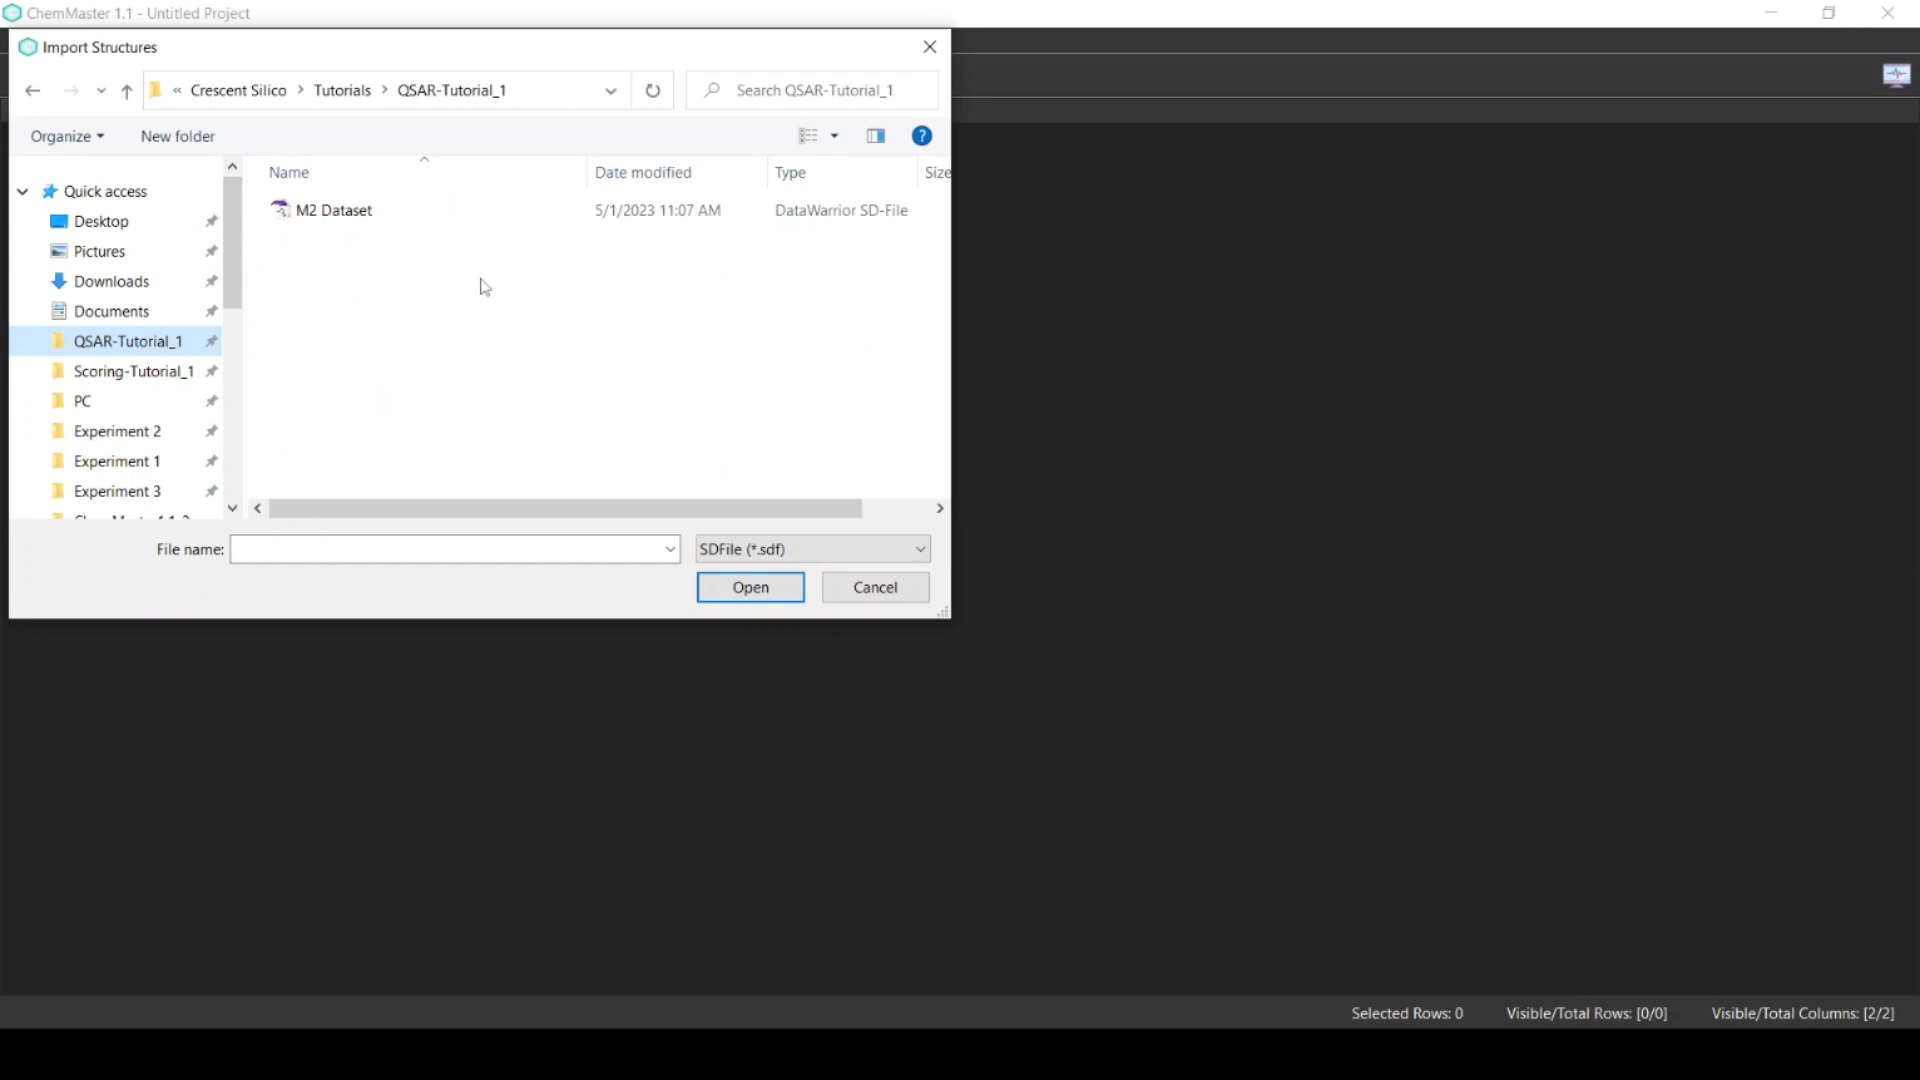 ChemMaster 1.1 - Untitled Project
Import Structures
« Crescent Silico > Tutorials > QSAR-Tutorial_1
Search QSAR-Tutorial_1
Organize
New folder
?
Name
Date modified
Type
Size
Quick access
Desktop
Pictures
Downloads
Documents
QSAR-Tutorial_1
Scoring-Tutorial_1
PC
Experiment 2
Experiment 1
Experiment 3
M2 Dataset
5/1/2023 11:07 AM
DataWarrior SD-File
File name:
SDFile (*.sdf)
Open
Cancel
Selected Rows: 0
Visible/Total Rows: [0/0]
Visible/Total Columns: [2/2]